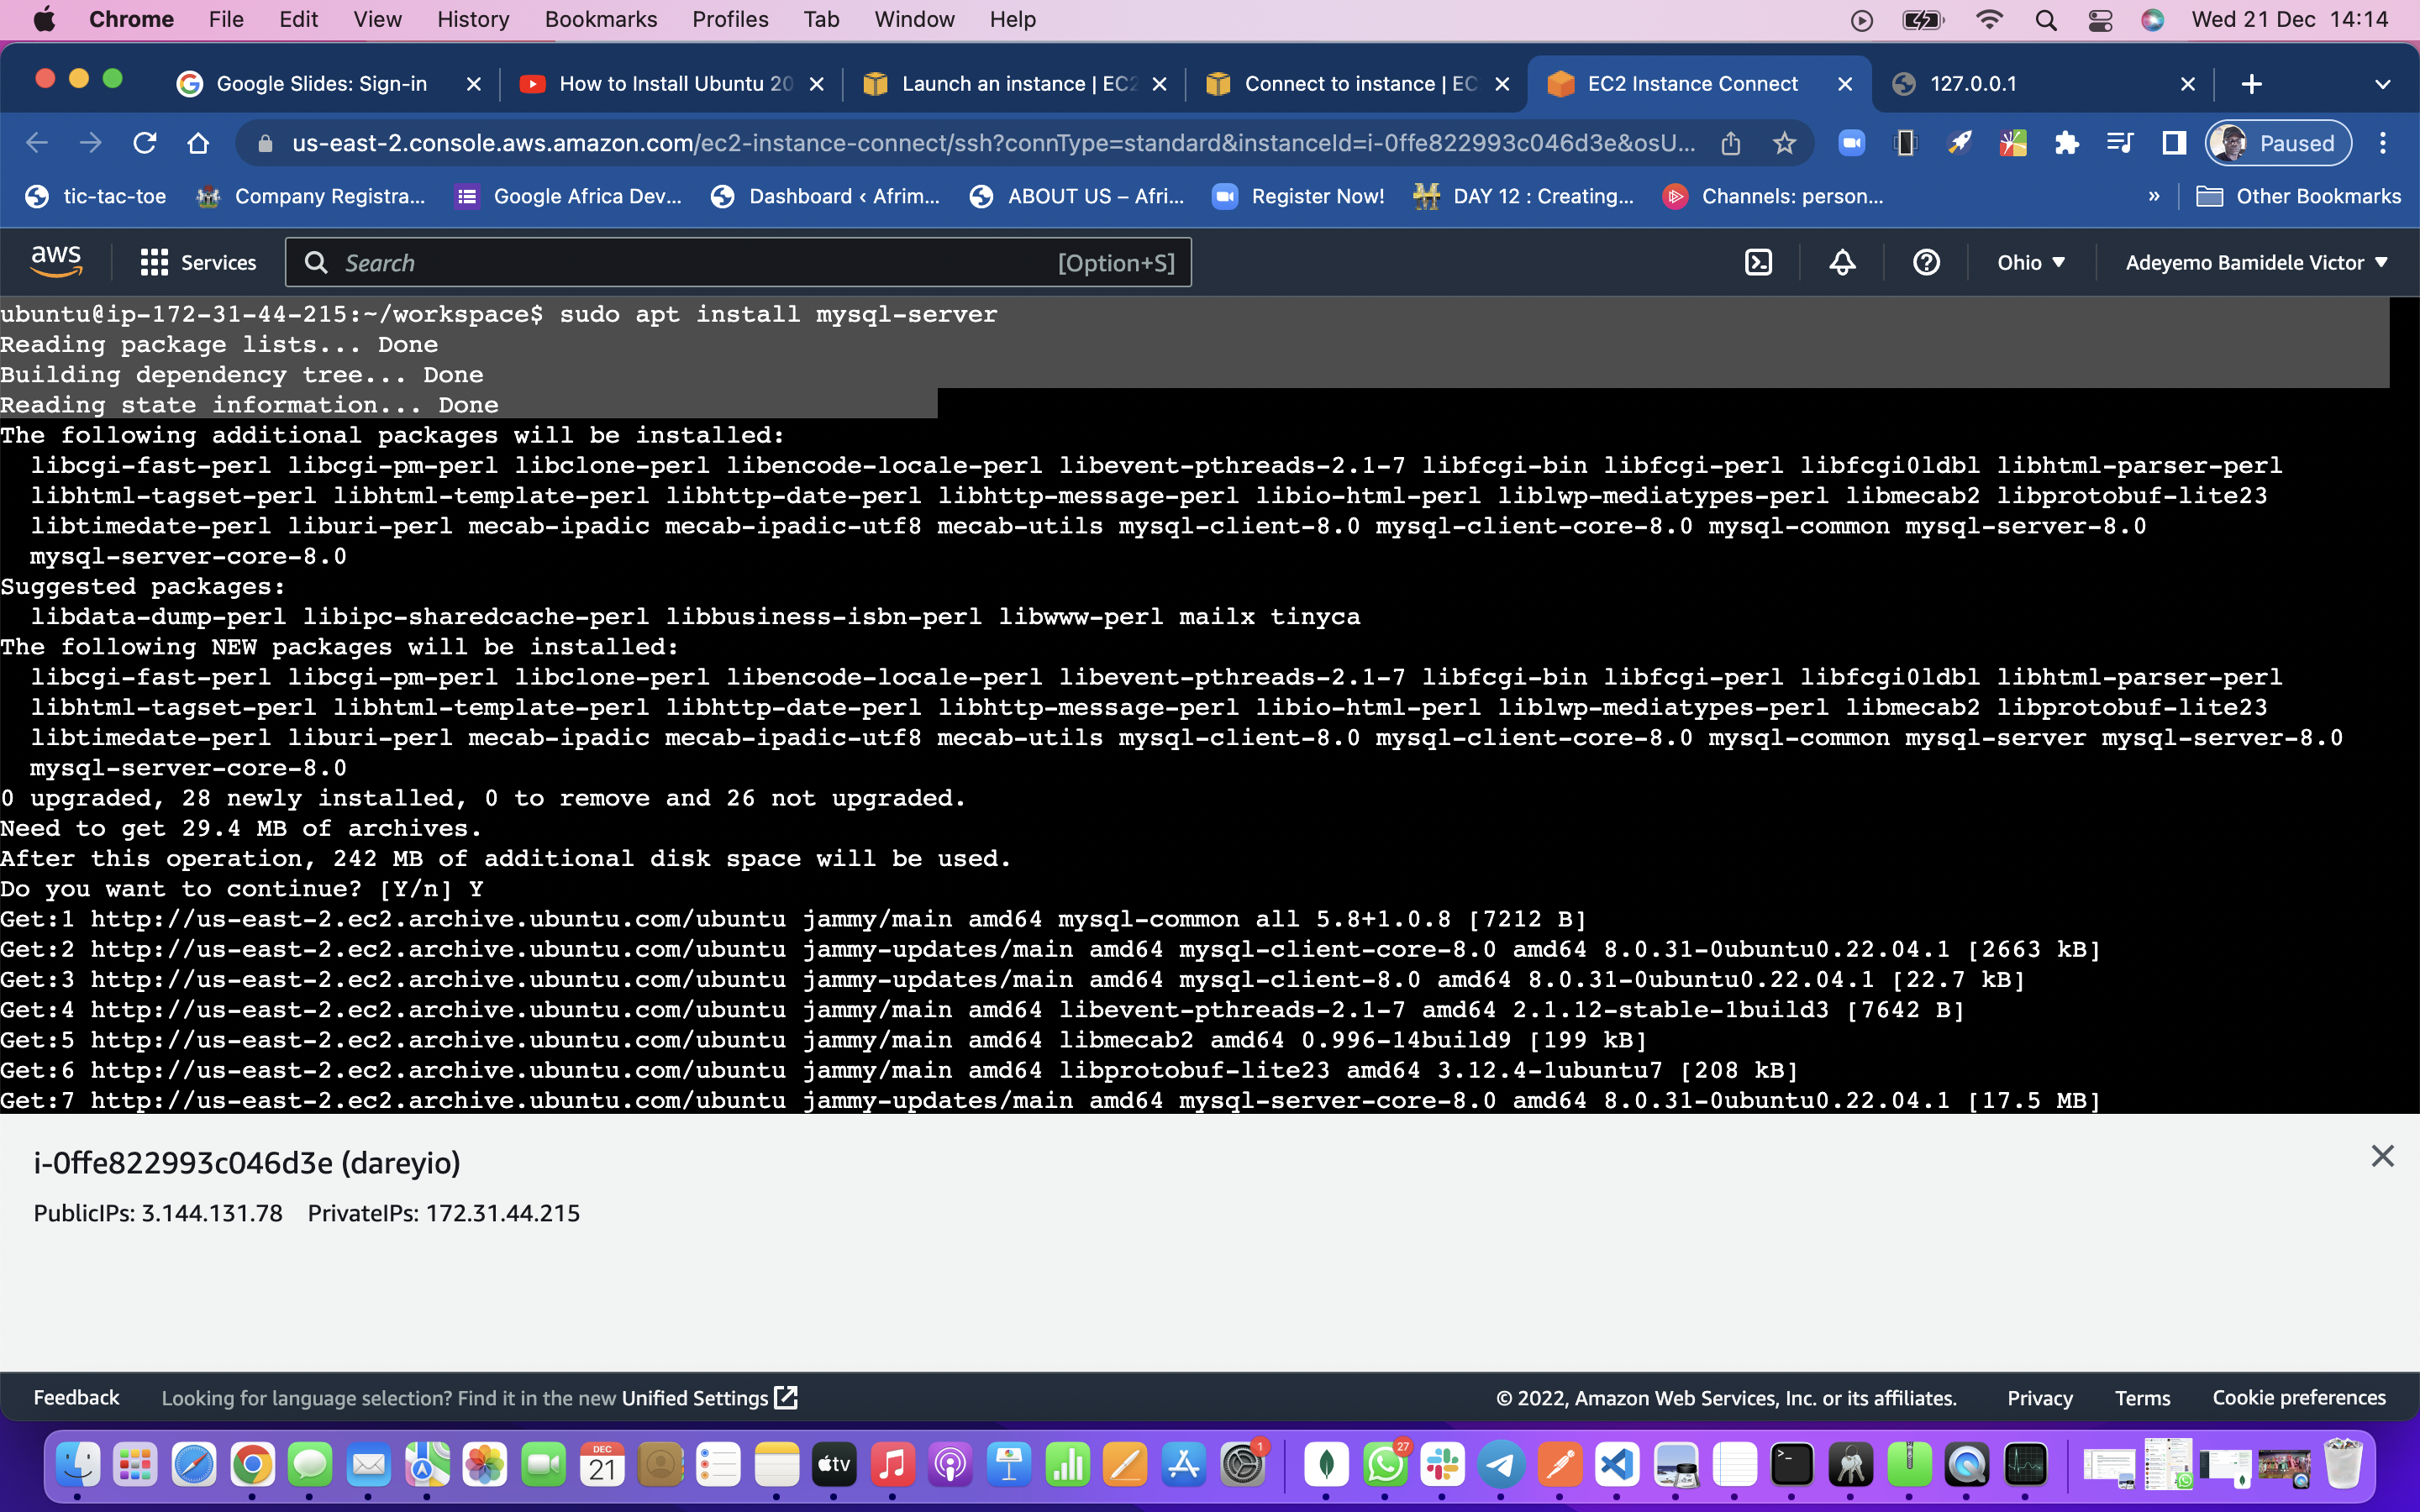 Chrome File Edit View History Bookmarks Profiles Tab Window Help Wed 21 Dec 14:14
Google Slides: Sign-in How to Install Ubuntu 20 Launch an instance | EC2 Connect to instance | EC EC2 Instance Connect 127.0.0.1
us-east-2.console.aws.amazon.com/ec2-instance-connect/ssh?connType=standard&instanceId=i-0ffe822993c046d3e&osU... Paused
tic-tac-toe Company Registra... Google Africa Dev... Dashboard ‹ Afrim... ABOUT US – Afri... Register Now! DAY 12 : Creating... Channels: person... » Other Bookmarks
aws Services Search [Option+S] Ohio Adeyemo Bamidele Victor
ubuntu@ip-172-31-44-215:~/workspace$ sudo apt install mysql-server
Reading package lists... Done
Building dependency tree... Done
Reading state information... Done
The following additional packages will be installed:
libcgi-fast-perl libcgi-pm-perl libclone-perl libencode-locale-perl libevent-pthreads-2.1-7 libfcgi-bin libfcgi-perl libfcgi0ldbl libhtml-parser-perl
libhtml-tagset-perl libhtml-template-perl libhttp-date-perl libhttp-message-perl libio-html-perl liblwp-mediatypes-perl libmecab2 libprotobuf-lite23
libtimedate-perl liburi-perl mecab-ipadic mecab-ipadic-utf8 mecab-utils mysql-client-8.0 mysql-client-core-8.0 mysql-common mysql-server-8.0
mysql-server-core-8.0
Suggested packages:
libdata-dump-perl libipc-sharedcache-perl libbusiness-isbn-perl libwww-perl mailx tinyca
The following NEW packages will be installed:
libcgi-fast-perl libcgi-pm-perl libclone-perl libencode-locale-perl libevent-pthreads-2.1-7 libfcgi-bin libfcgi-perl libfcgi0ldbl libhtml-parser-perl
libhtml-tagset-perl libhtml-template-perl libhttp-date-perl libhttp-message-perl libio-html-perl liblwp-mediatypes-perl libmecab2 libprotobuf-lite23
libtimedate-perl liburi-perl mecab-ipadic mecab-ipadic-utf8 mecab-utils mysql-client-8.0 mysql-client-core-8.0 mysql-common mysql-server mysql-server-8.0
mysql-server-core-8.0
0 upgraded, 28 newly installed, 0 to remove and 26 not upgraded.
Need to get 29.4 MB of archives.
After this operation, 242 MB of additional disk space will be used.
Do you want to continue? [Y/n] Y
Get:1 http://us-east-2.ec2.archive.ubuntu.com/ubuntu jammy/main amd64 mysql-common all 5.8+1.0.8 [7212 B]
Get:2 http://us-east-2.ec2.archive.ubuntu.com/ubuntu jammy-updates/main amd64 mysql-client-core-8.0 amd64 8.0.31-0ubuntu0.22.04.1 [2663 kB]
Get:3 http://us-east-2.ec2.archive.ubuntu.com/ubuntu jammy-updates/main amd64 mysql-client-8.0 amd64 8.0.31-0ubuntu0.22.04.1 [22.7 kB]
Get:4 http://us-east-2.ec2.archive.ubuntu.com/ubuntu jammy/main amd64 libevent-pthreads-2.1-7 amd64 2.1.12-stable-1build3 [7642 B]
Get:5 http://us-east-2.ec2.archive.ubuntu.com/ubuntu jammy/main amd64 libmecab2 amd64 0.996-14build9 [199 kB]
Get:6 http://us-east-2.ec2.archive.ubuntu.com/ubuntu jammy/main amd64 libprotobuf-lite23 amd64 3.12.4-1ubuntu7 [208 kB]
Get:7 http://us-east-2.ec2.archive.ubuntu.com/ubuntu jammy-updates/main amd64 mysql-server-core-8.0 amd64 8.0.31-0ubuntu0.22.04.1 [17.5 MB]
i-0ffe822993c046d3e (dareyio)
PublicIPs: 3.144.131.78 PrivateIPs: 172.31.44.215
Feedback Looking for language selection? Find it in the new Unified Settings © 2022, Amazon Web Services, Inc. or its affiliates. Privacy Terms Cookie preferences
DEC 21 tv 1 27